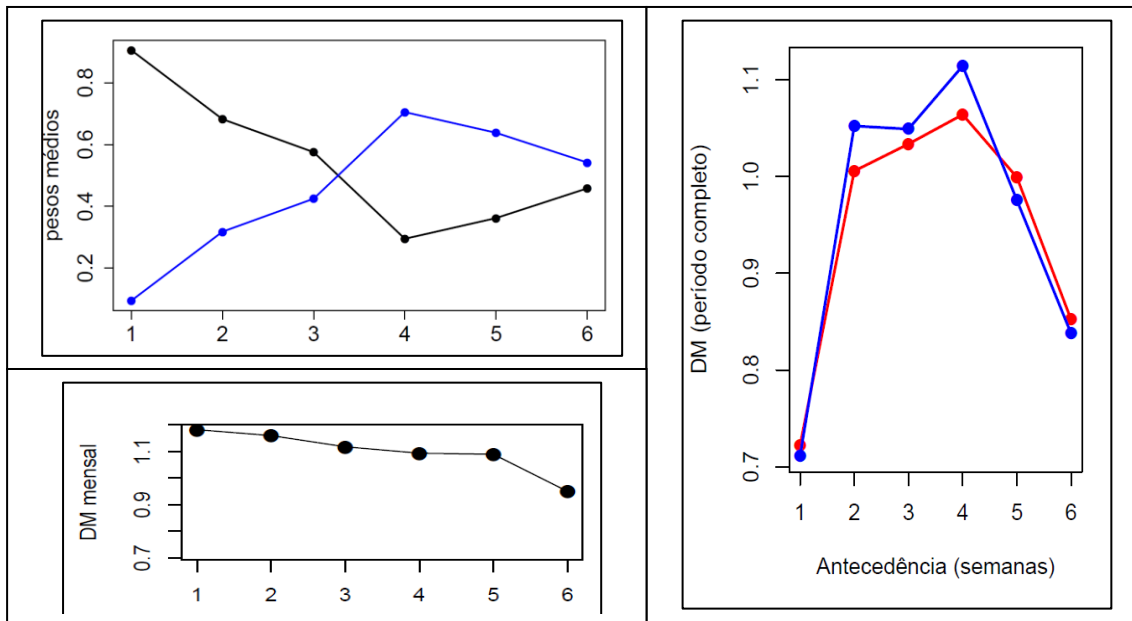 pesos médios
0.8
0.6
0.4
0.2
1 2 3 4 5 6
DM mensal
1.1
0.9
0.7
1 2 3 4 5 6
DM (período completo)
1.1
1.0
0.9
0.8
0.7
1 2 3 4 5 6
Antecedência (semanas)